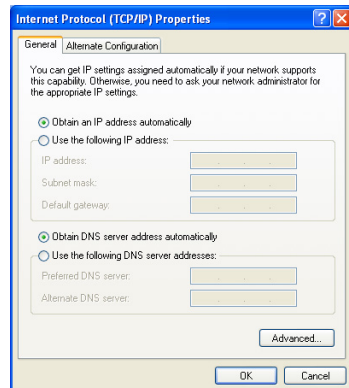 Internet Protocol (TCP/IP) Properties
General
Alternate Configuration
You can get IP settings assigned automatically if your network supports
this capability. Otherwise, you need to ask your network administrator for
the appropriate IP settings.
Obtain an IP address automatically
Use the following IP address:
IP address:
Subnet mask:
Default gateway:
Obtain DNS server address automatically
Use the following DNS server addresses:
Preferred DNS server:
Alternate DNS server:
Advanced...
OK
Cancel